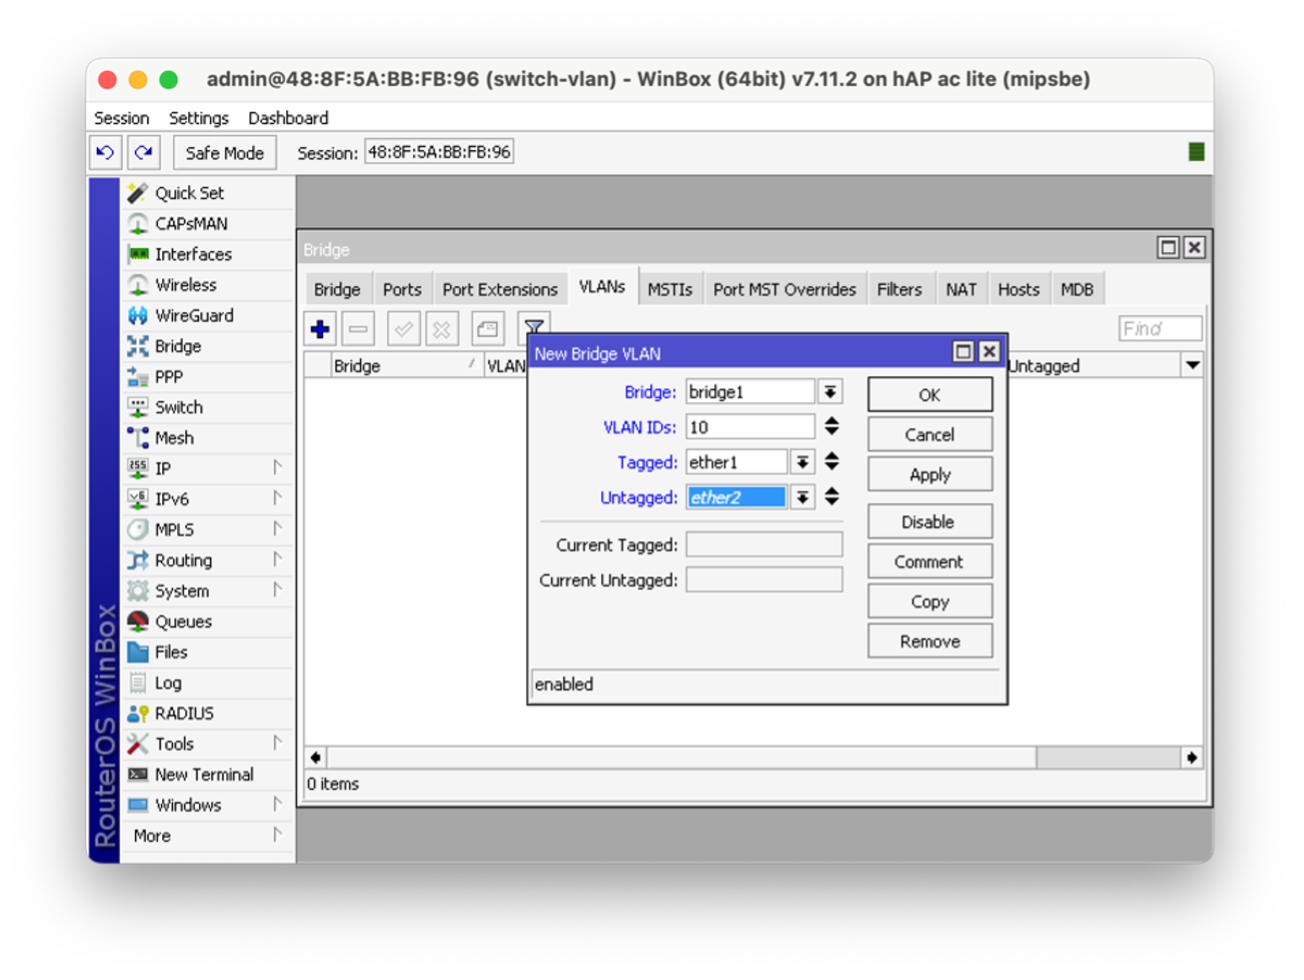 admin@48:8F:5A:BB:FB:96 (switch-vlan) - WinBox (64bit) v7.11.2 on hAP ac lite (mipsbe)
Session Settings Dashboard
Safe Mode Session: 48:8F:5A:BB:FB:96
RouterOS WinBox
Quick Set
CAPsMAN
Interfaces
Wireless
WireGuard
Bridge
PPP
Switch
Mesh
255 IP
v6 IPv6
MPLS
Routing
System
Queues
Files
Log
RADIUS
Tools
New Terminal
Windows
More
Bridge
Bridge Ports Port Extensions VLANs MSTIs Port MST Overrides Filters NAT Hosts MDB
Find
Bridge VLAN Untagged
New Bridge VLAN
Bridge: bridge1
VLAN IDs: 10
Tagged: ether1
Untagged: ether2
Current Tagged:
Current Untagged:
OK
Cancel
Apply
Disable
Comment
Copy
Remove
enabled
0 items